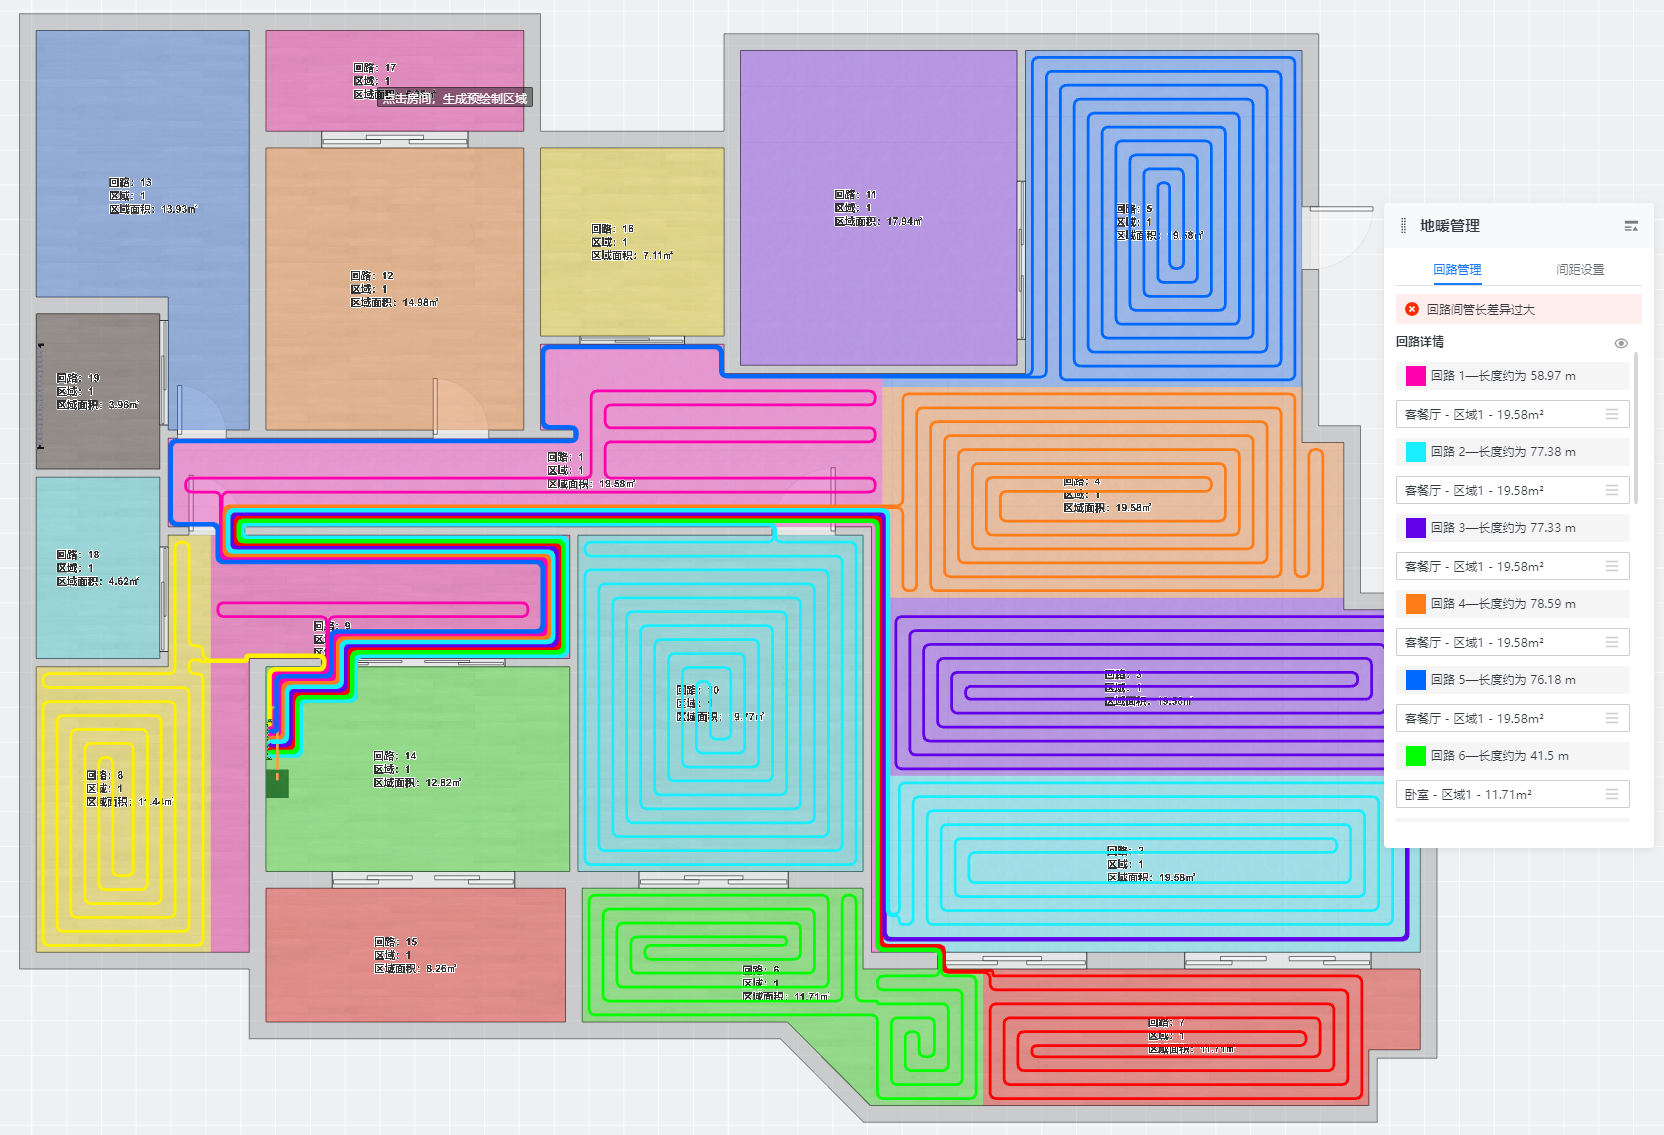 回路：17
区域：1
点击房间，生成预绘制区域
回路：13
区域：1
区域面积：13.93㎡
回路：11
区域：1
区域面积：17.94㎡
回路：5
区域：1
区域面积：19.58㎡
回路：16
区域：1
区域面积：7.11㎡
回路：12
区域：1
区域面积：14.98㎡
回路：19
区域：1
区域面积：3.96㎡
回路：1
区域：1
区域面积：19.58㎡
回路：4
区域：1
区域面积：19.58㎡
回路：18
区域：1
区域面积：4.62㎡
回路：9
回路：3
区域：1
回路：10
区域：1
区域面积：19.77㎡
回路：14
区域：1
区域面积：12.82㎡
回路：8
区域：1
区域面积：11.44㎡
回路：2
区域：1
区域面积：19.58㎡
回路：15
区域：1
区域面积：8.26㎡
回路：6
区域：1
区域面积：11.71㎡
回路：7
区域：1
区域面积：11.71㎡
地暖管理
回路管理 间距设置
回路间管长差异过大
回路详情
回路 1—长度约为 58.97 m
客餐厅 - 区域1 - 19.58m²
回路 2—长度约为 77.38 m
客餐厅 - 区域1 - 19.58m²
回路 3—长度约为 77.33 m
客餐厅 - 区域1 - 19.58m²
回路 4—长度约为 78.59 m
客餐厅 - 区域1 - 19.58m²
回路 5—长度约为 76.18 m
客餐厅 - 区域1 - 19.58m²
回路 6—长度约为 41.5 m
卧室 - 区域1 - 11.71m²